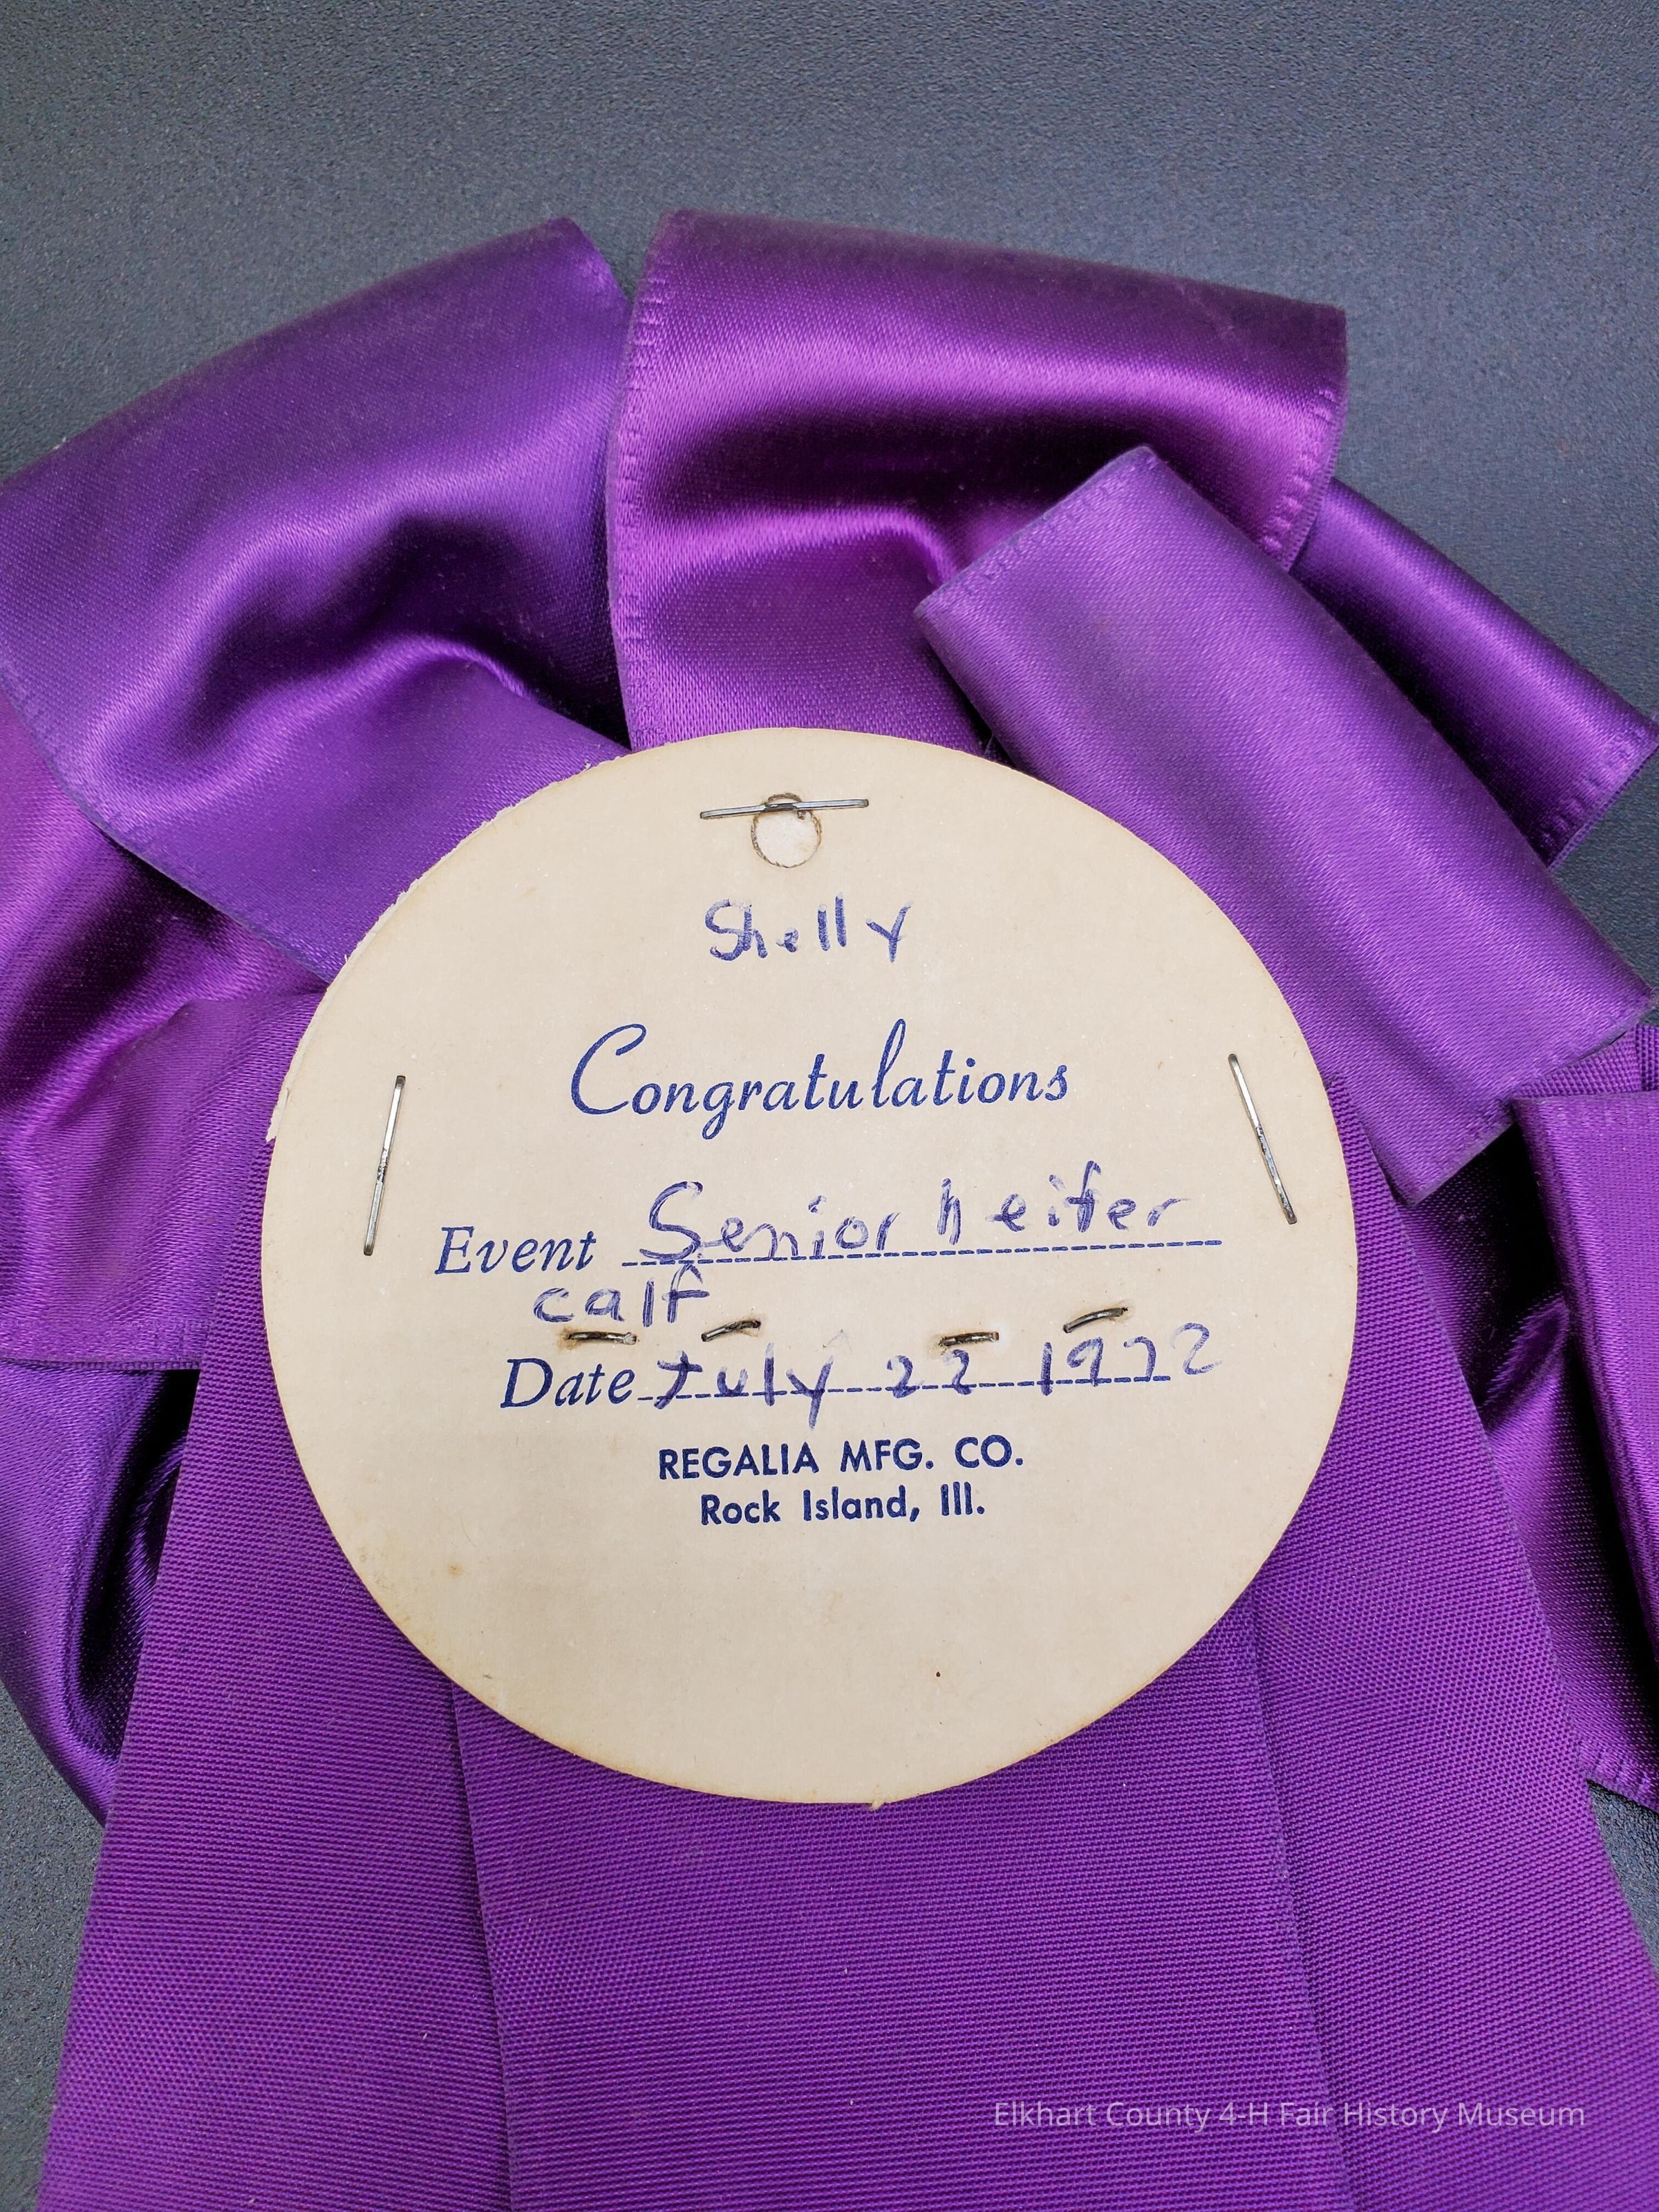 Shelly
Congratulations
Event Senior heifer
calf
Date July 22 1972
REGALIA MFG. CO.
Rock Island, Ill.
Elkhart County 4-H Fair History Museum